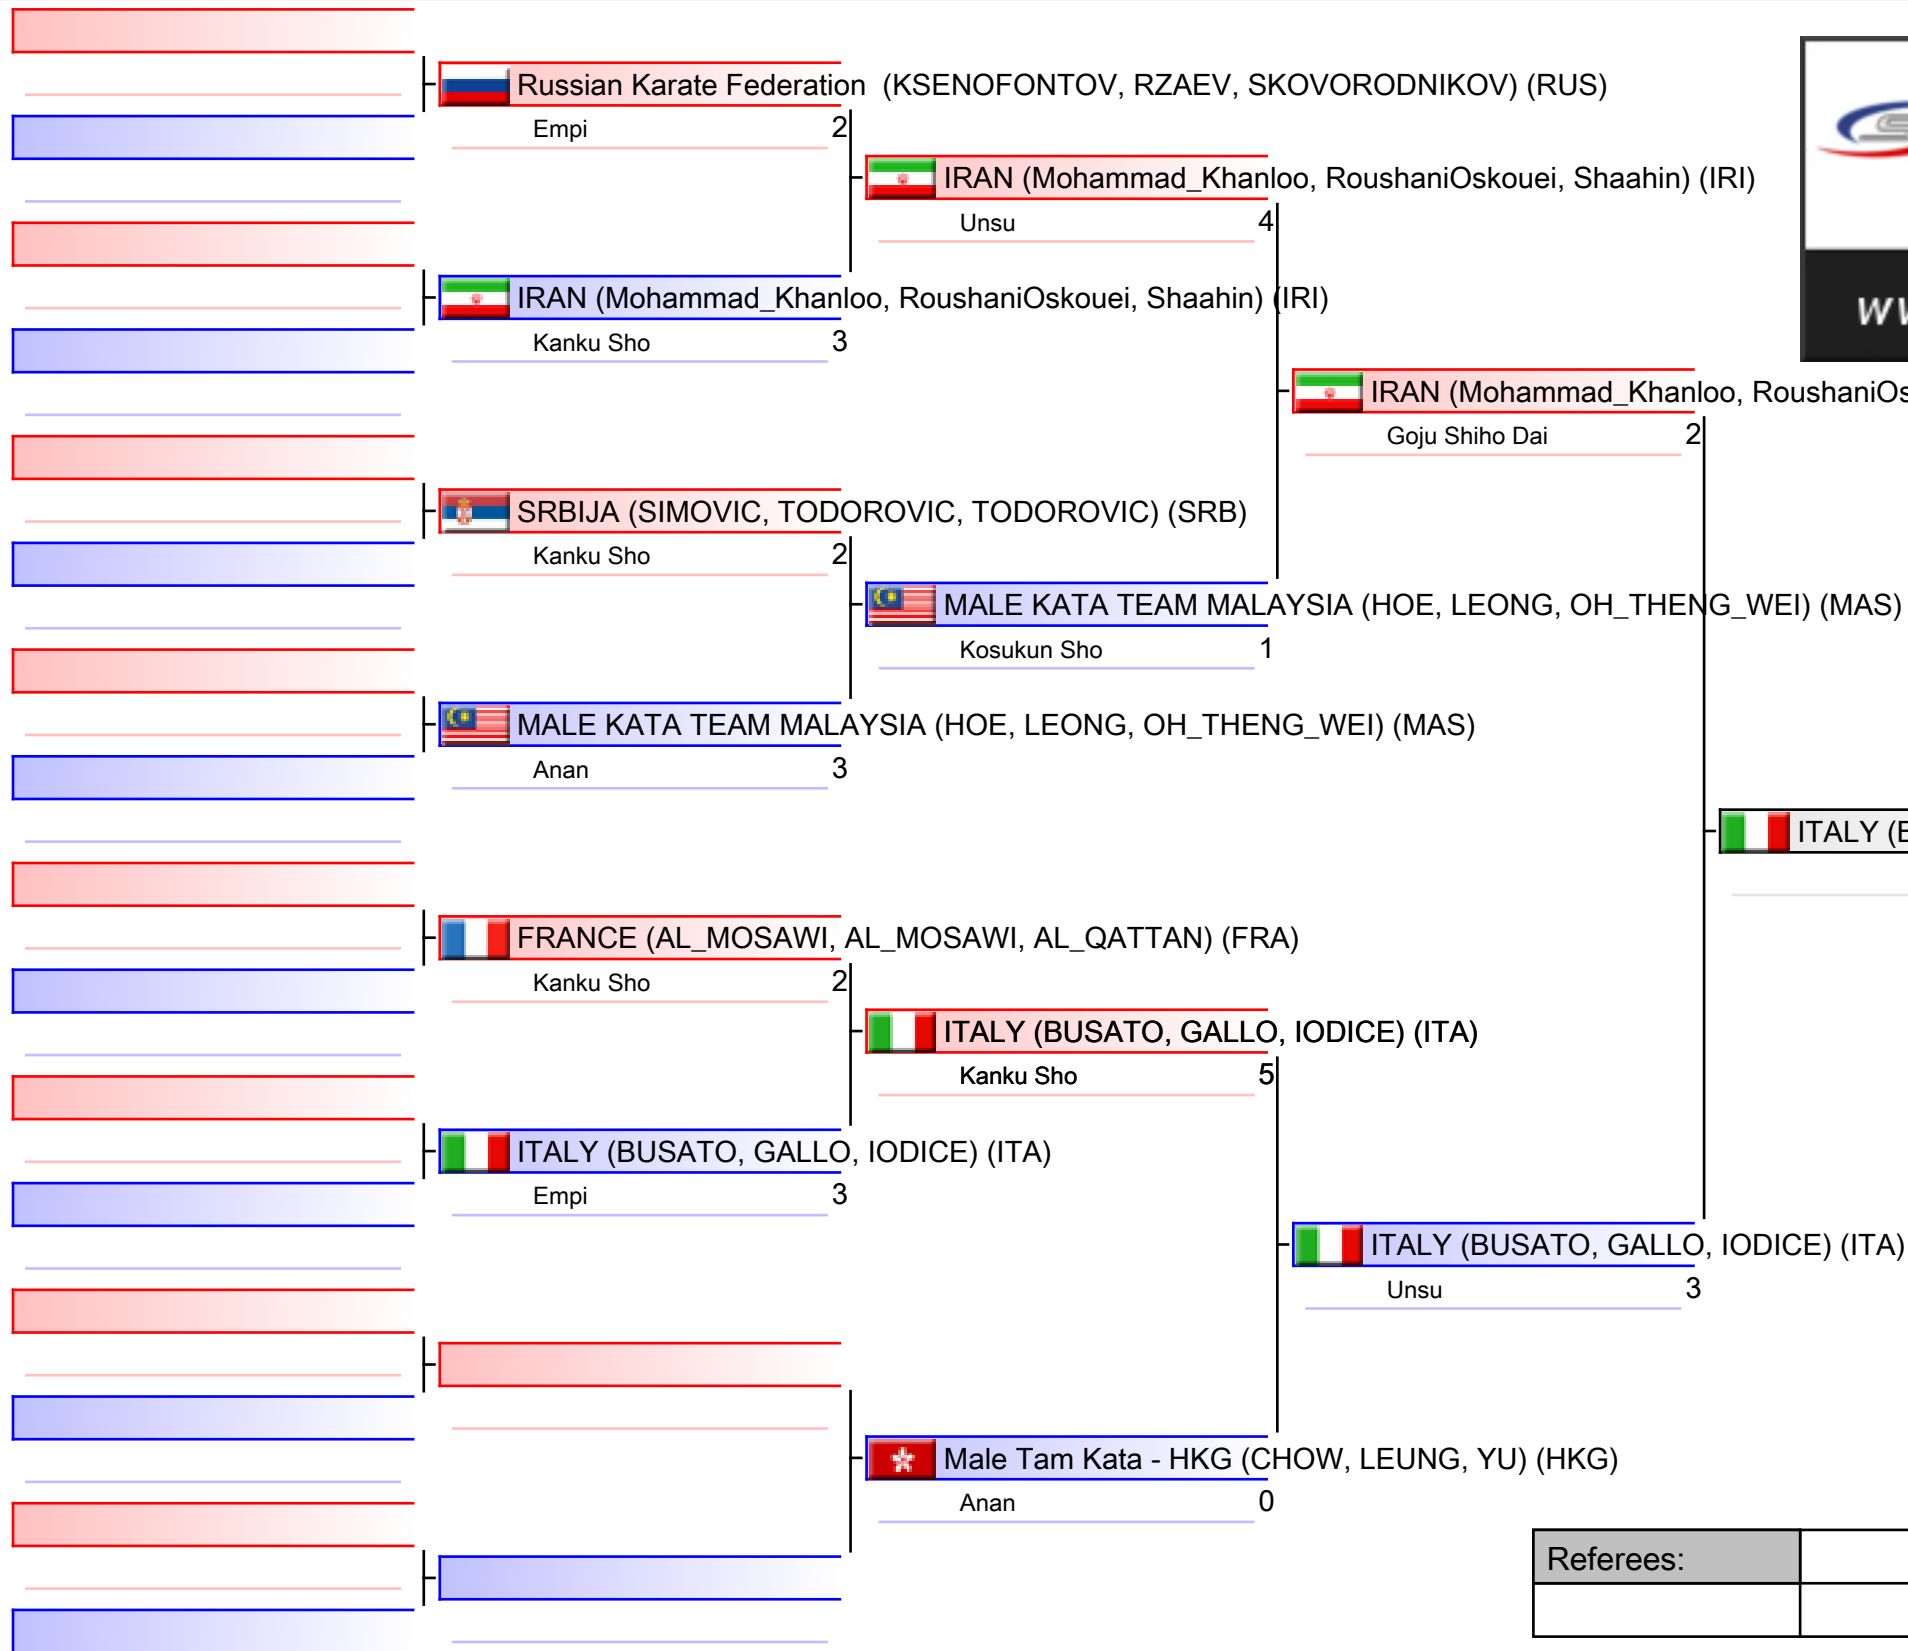 Russian Karate Federation  (KSENOFONTOV, RZAEV, SKOVORODNIKOV) (RUS)
Empi 2
IRAN (Mohammad_Khanloo, RoushaniOskouei, Shaahin) (IRI)
Unsu 4
IRAN (Mohammad_Khanloo, RoushaniOskouei, Shaahin) (IRI)
Kanku Sho 3
IRAN (Mohammad_Khanloo, RoushaniOs
Goju Shiho Dai 2
SRBIJA (SIMOVIC, TODOROVIC, TODOROVIC) (SRB)
Kanku Sho 2
MALE KATA TEAM MALAYSIA (HOE, LEONG, OH_THENG_WEI) (MAS)
Kosukun Sho 1
MALE KATA TEAM MALAYSIA (HOE, LEONG, OH_THENG_WEI) (MAS)
Anan 3
ITALY (
FRANCE (AL_MOSAWI, AL_MOSAWI, AL_QATTAN) (FRA)
Kanku Sho 2
ITALY (BUSATO, GALLO, IODICE) (ITA)
Kanku Sho 5
ITALY (BUSATO, GALLO, IODICE) (ITA)
Empi 3
ITALY (BUSATO, GALLO, IODICE) (ITA)
Unsu 3
Male Tam Kata - HKG (CHOW, LEUNG, YU) (HKG)
Anan 0
Referees: